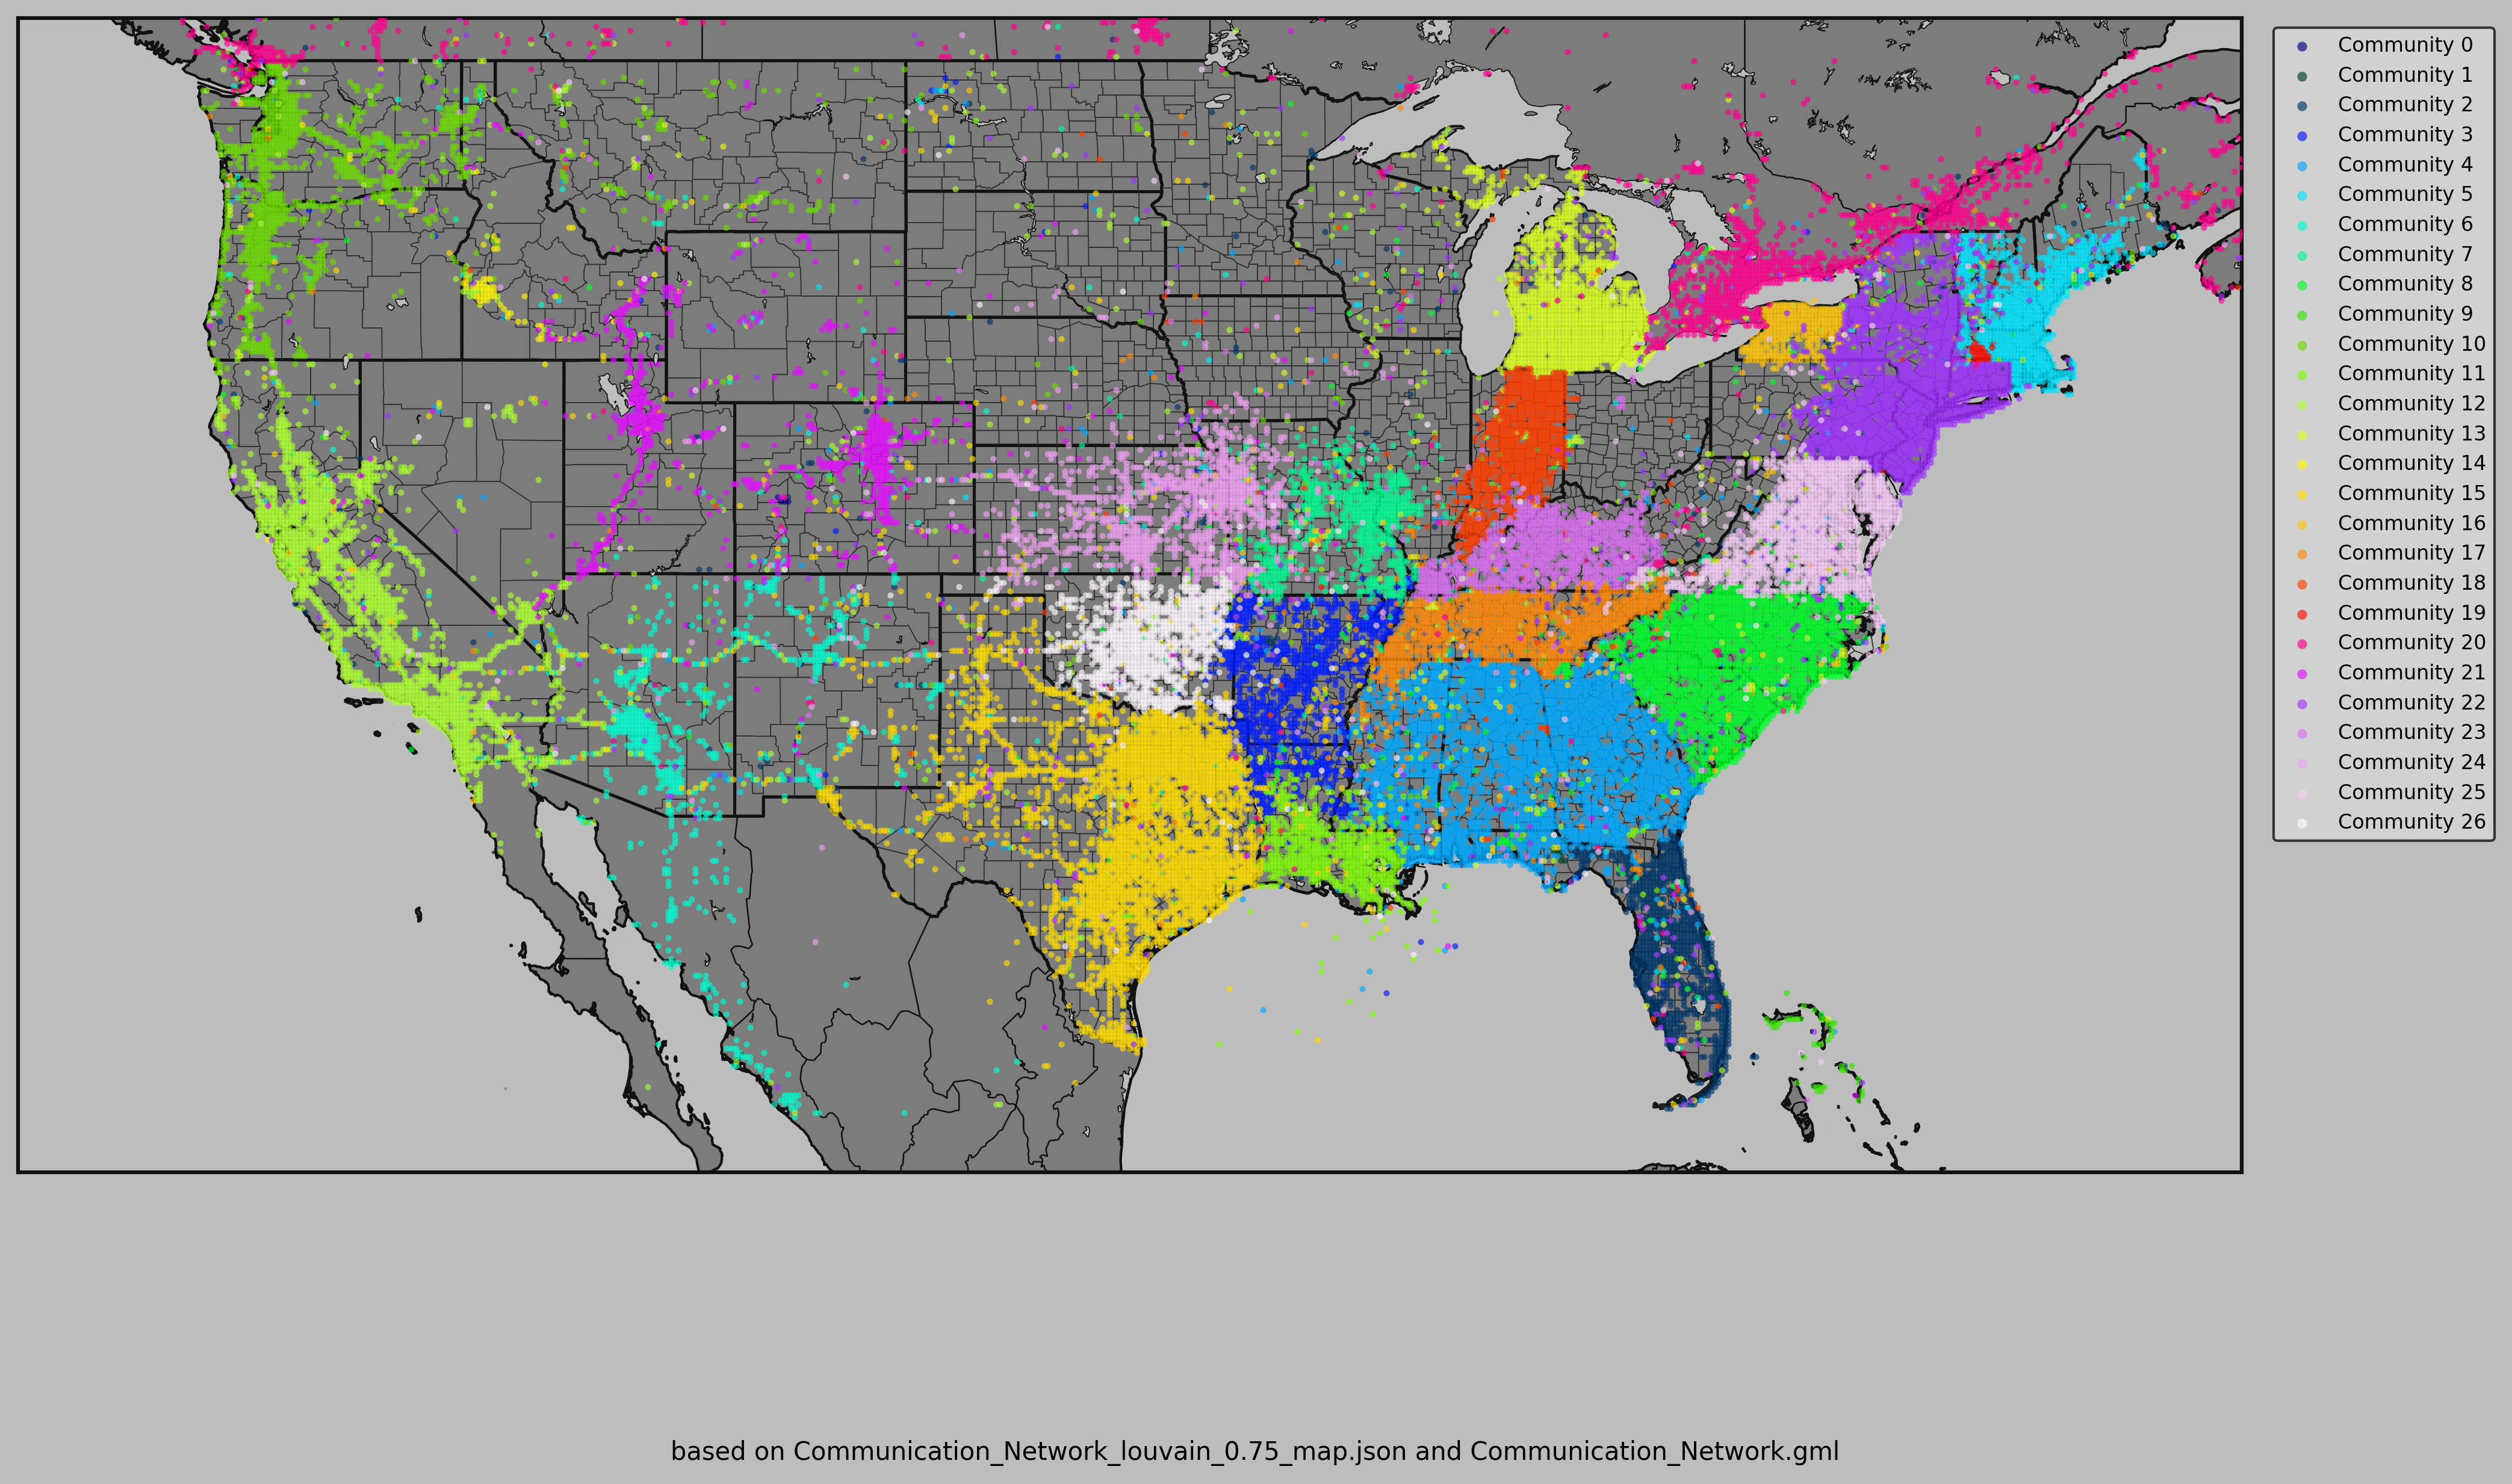 Community 0
Community 1
Community 2
Community 3
Community 4
Community 5
Community 6
Community 7
Community 8
Community 9
Community 10
Community 11
Community 12
Community 13
Community 14
Community 15
Community 16
Community 17
Community 18
Community 19
Community 20
Community 21
Community 22
Community 23
Community 24
Community 25
Community 26
based on Communication_Network_louvain_0.75_map.json and Communication_Network.gml